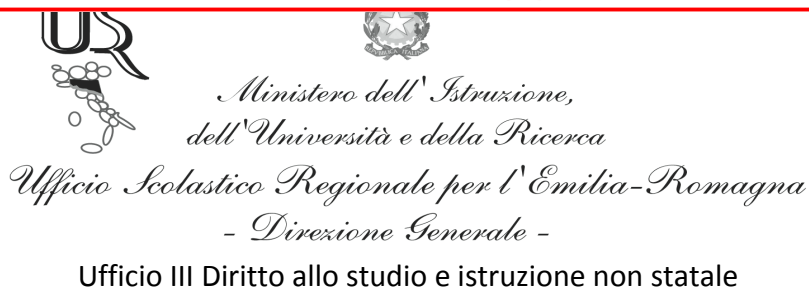 USR
Ministero dell'Istruzione,
dell'Università e della Ricerca
Ufficio Scolastico Regionale per l'Emilia-Romagna
- Direzione Generale -
Ufficio III Diritto allo studio e istruzione non statale